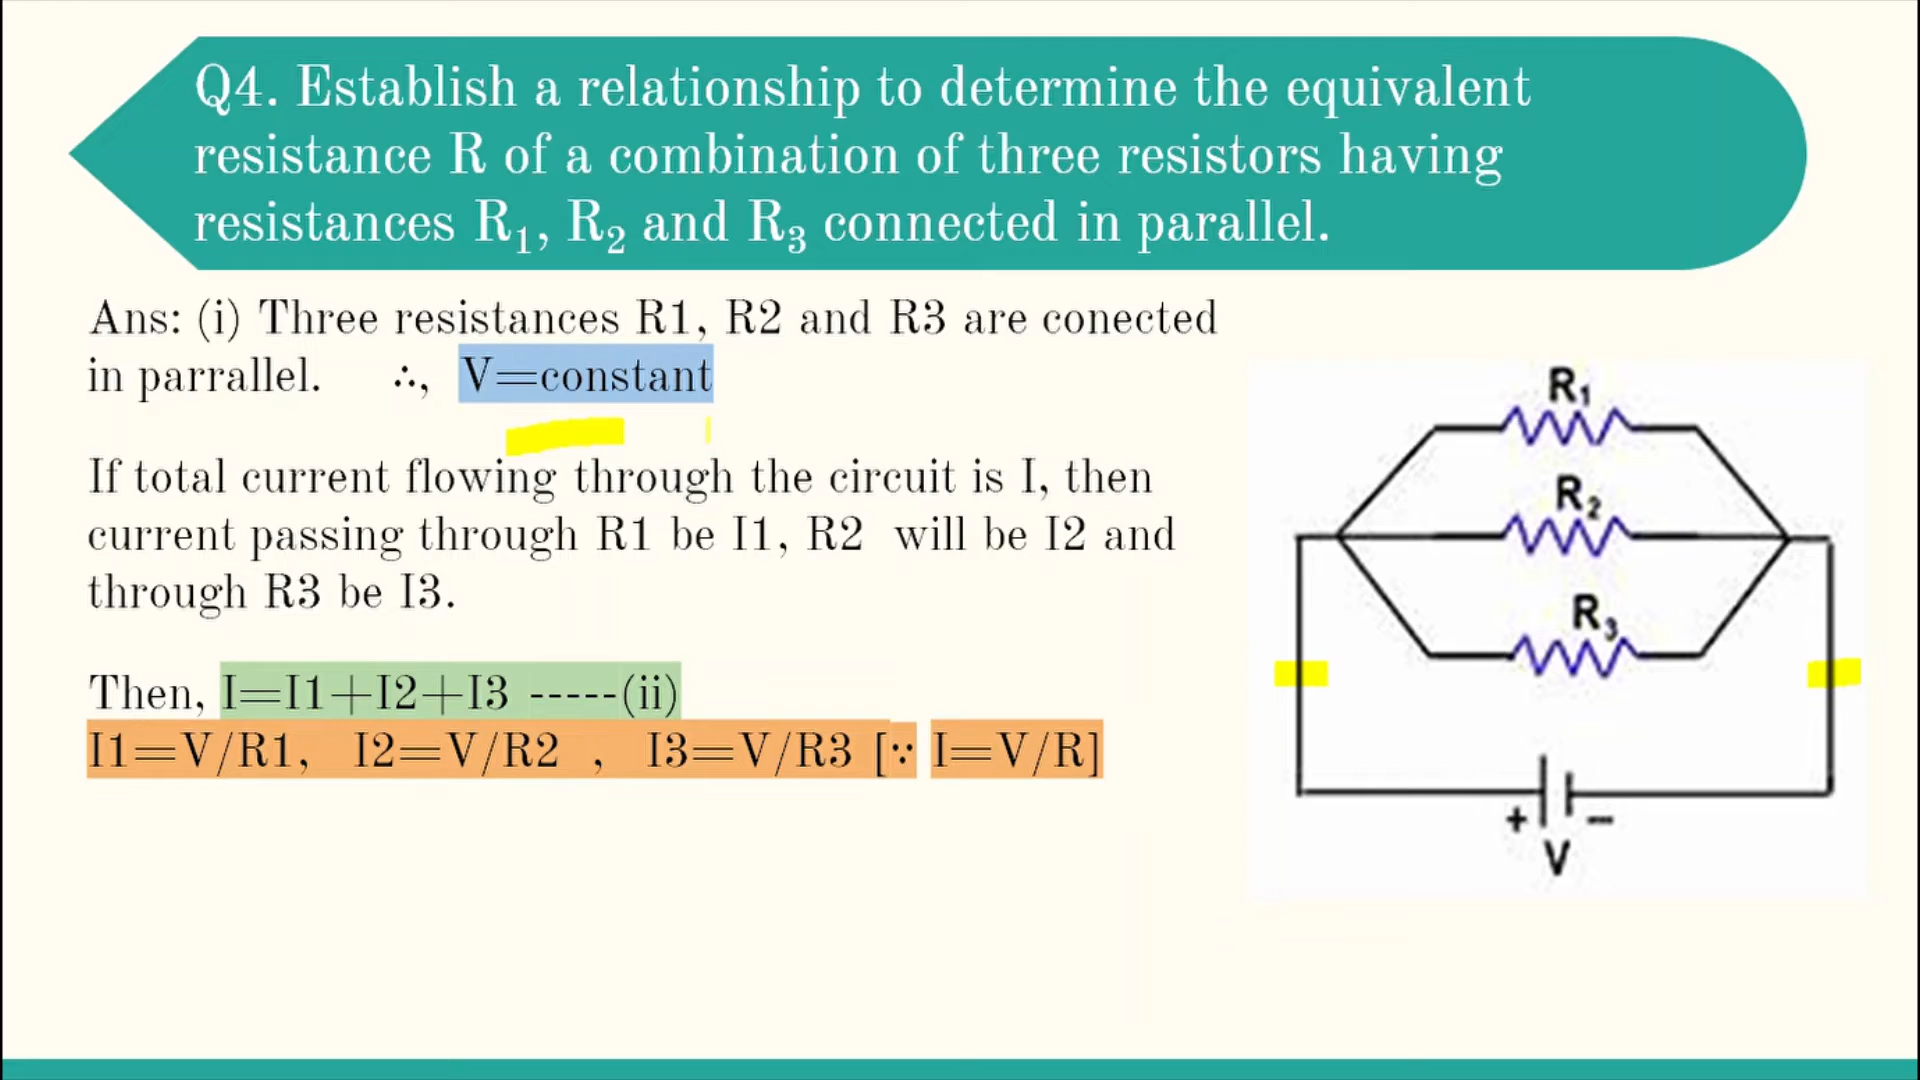 Q4. Establish a relationship to determine the equivalent
resistance R of a combination of three resistors having
resistances R₁, R₂ and R₃ connected in parallel.
Ans: (i) Three resistances R1, R2 and R3 are conected
in parrallel. ∴, V=constant
If total current flowing through the circuit is I, then
current passing through R1 be I1, R2 will be I2 and
through R3 be I3.
Then, I=I1+I2+I3 -----(ii)
I1=V/R1, I2=V/R2 , I3=V/R3 [∵ I=V/R]
R₁
R₂
R₃
+ −
V